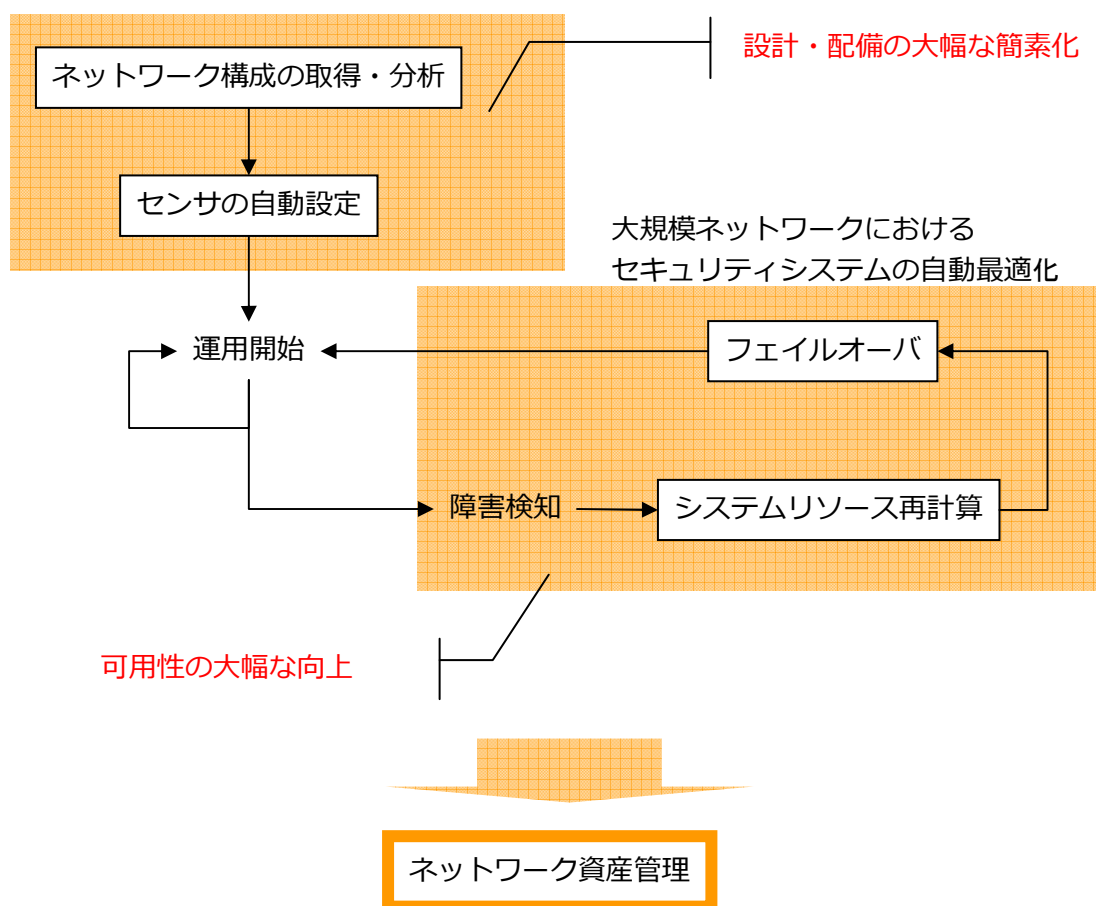 設計・配備の大幅な簡素化
ネットワーク構成の取得・分析
センサの自動設定
大規模ネットワークにおける
セキュリティシステムの自動最適化
運用開始
フェイルオーバ
障害検知
システムリソース再計算
可用性の大幅な向上
ネットワーク資産管理